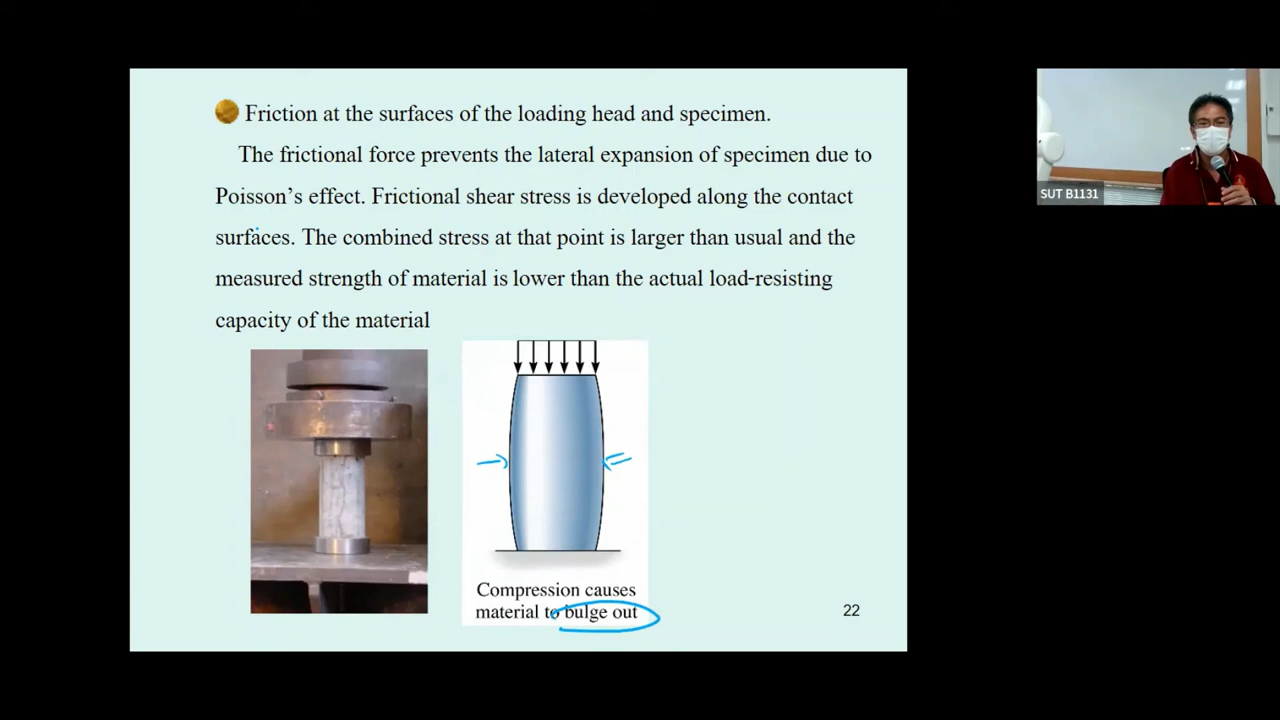 Friction at the surfaces of the loading head and specimen.
The frictional force prevents the lateral expansion of specimen due to
Poisson's effect. Frictional shear stress is developed along the contact
surfaces. The combined stress at that point is larger than usual and the
measured strength of material is lower than the actual load-resisting
capacity of the material
Compression causes
material to bulge out
22
SUT B1131